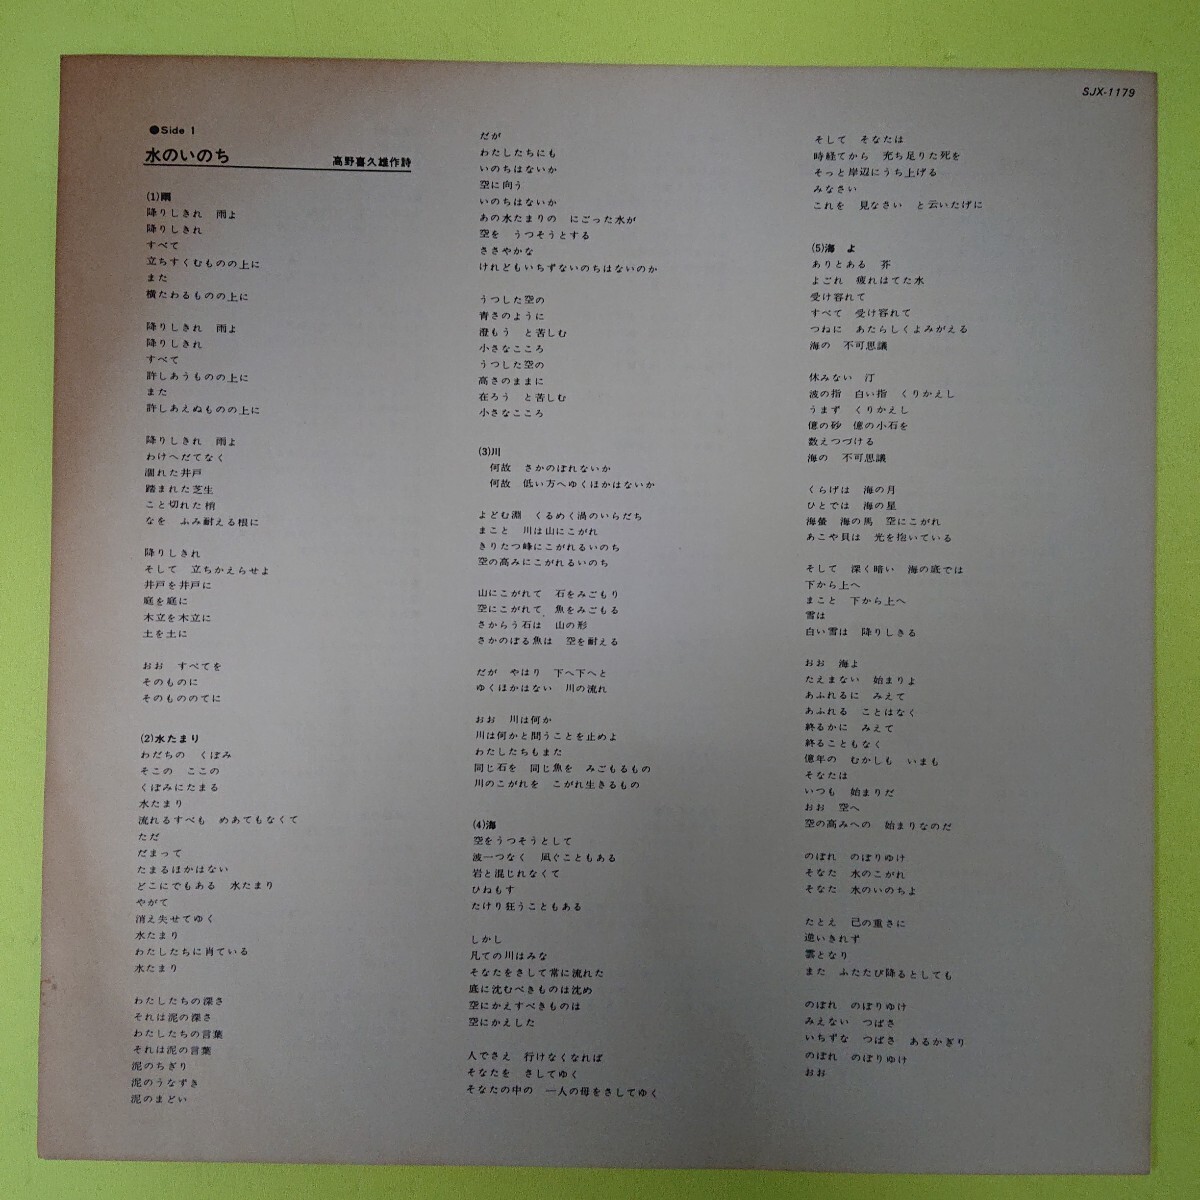 SJX-1179
●Side 1
水のいのち 高野喜久雄作詩
(1)雨
降りしきれ 雨よ
降りしきれ
すべて
立ちすくむものの上に
また
横たわるものの上に
降りしきれ 雨よ
降りしきれ
すべて
許しあうものの上に
また
許しあえぬものの上に
降りしきれ 雨よ
わけへだてなく
涸れた井戸
踏まれた芝生
こと切れた梢
なを ふみ耐える根に
降りしきれ
そして 立ちかえらせよ
井戸を井戸に
庭を庭に
木立を木立に
土を土に
おお すべてを
そのものに
そのもののてに
(2)水たまり
わだちの くぼみ
そこの ここの
くぼみにたまる
水たまり
流れるすべも めあてもなくて
ただ
だまって
たまるほかはない
どこにでもある 水たまり
やがて
消え失せてゆく
水たまり
わたしたちに肖ている
水たまり
わたしたちの深さ
それは泥の深さ
わたしたちの言葉
それは泥の言葉
泥のちぎり
泥のうなずき
泥のまどい
だが
わたしたちにも
いのちはないか
空に向う
いのちはないか
あの水たまりの にごった水が
空を うつそうとする
ささやかな
けれどもいちずないのちはないのか
うつした空の
青さのように
澄もう と苦しむ
小さなこころ
うつした空の
高さのままに
在ろう と苦しむ
小さなこころ
(3)川
何故 さかのぼれないか
何故 低い方へゆくほかはないか
よどむ淵 くるめく渦のいらだち
まこと 川は山にこがれ
きりたつ峰にこがれるいのち
空の高みにこがれるいのち
山にこがれて 石をみごもり
空にこがれて 魚をみごもる
さからう石は 山の形
さかのぼる魚は 空を耐える
だが やはり 下へ下へと
ゆくほかはない 川の流れ
おお 川は何か
川は何かと問うことを止めよ
わたしたちもまた
同じ石を 同じ魚を みごもるもの
川のこがれを こがれ生きるもの
(4)海
空をうつそうとして
波一つなく 凪ぐこともある
岩と混じれなくて
ひねもす
たけり狂うこともある
しかし
凡ての川はみな
そなたをさして常に流れた
底に沈むべきものは沈め
空にかえすべきものは
空にかえした
人でさえ 行けなくなれば
そなたを さしてゆく
そなたの中の 一人の母をさしてゆく
そして そなたは
時経てから 充ち足りた死を
そっと岸辺にうち上げる
みなさい
これを 見なさい と云いたげに
(5)海 よ
ありとある 芥
よごれ 疲れはてた水
受け容れて
すべて 受け容れて
つねに あたらしくよみがえる
海の 不可思議
休みない 汀
波の指 白い指 くりかえし
うまず くりかえし
億の砂 億の小石を
数えつづける
海の 不可思議
くらげは 海の月
ひとでは 海の星
海螢 海の馬 空にこがれ
あこや貝は 光を抱いている
そして 深く暗い 海の底では
下から上へ
まこと 下から上へ
雪は
白い雪は 降りしきる
おお 海よ
たえまない 始まりよ
あふれるに みえて
あふれる ことはなく
終るかに みえて
終ることもなく
億年の むかしも いまも
そなたは
いつも 始まりだ
おお 空へ
空の高みへの 始まりなのだ
のぼれ のぼりゆけ
そなた 水のこがれ
そなた 水のいのちよ
たとえ 己の重さに
逆いきれず
雲となり
また ふたたび降るとしても
のぼれ のぼりゆけ
みえない つばさ
いちずな つばさ あるかぎり
のぼれ のぼりゆけ
おお